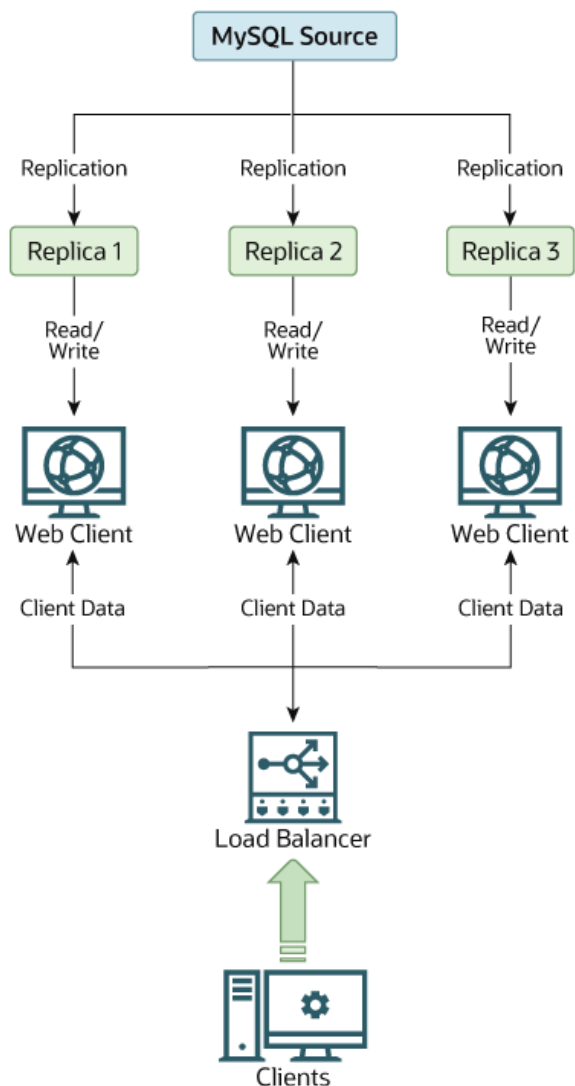 MySQL Source
Replication
Replication
Replication
Replica 1
Replica 2
Replica 3
Read/
Write
Read/
Write
Read/
Write
Web Client
Web Client
Web Client
Client Data
Client Data
Client Data
Load Balancer
Clients